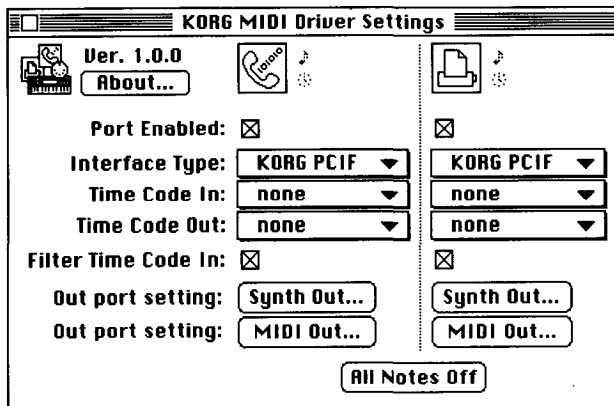 KORG MIDI Driver Settings
Ver. 1.0.0
About...
Port Enabled:
Interface Type: KORG PCIF KORG PCIF
Time Code In: none none
Time Code Out: none none
Filter Time Code In:
Out port setting: Synth Out... Synth Out...
Out port setting: MIDI Out... MIDI Out...
All Notes Off